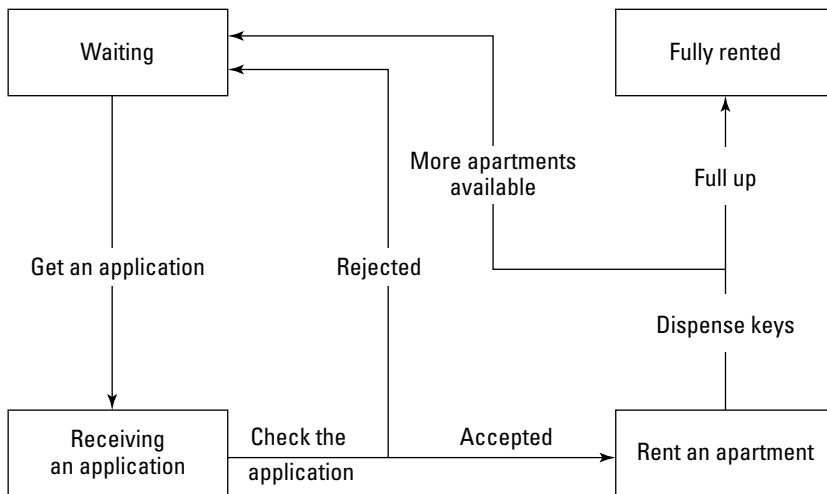 Waiting
Fully rented
More apartments
available
Full up
Get an application
Rejected
Dispense keys
Receiving
an application
Check the
application
Accepted
Rent an apartment